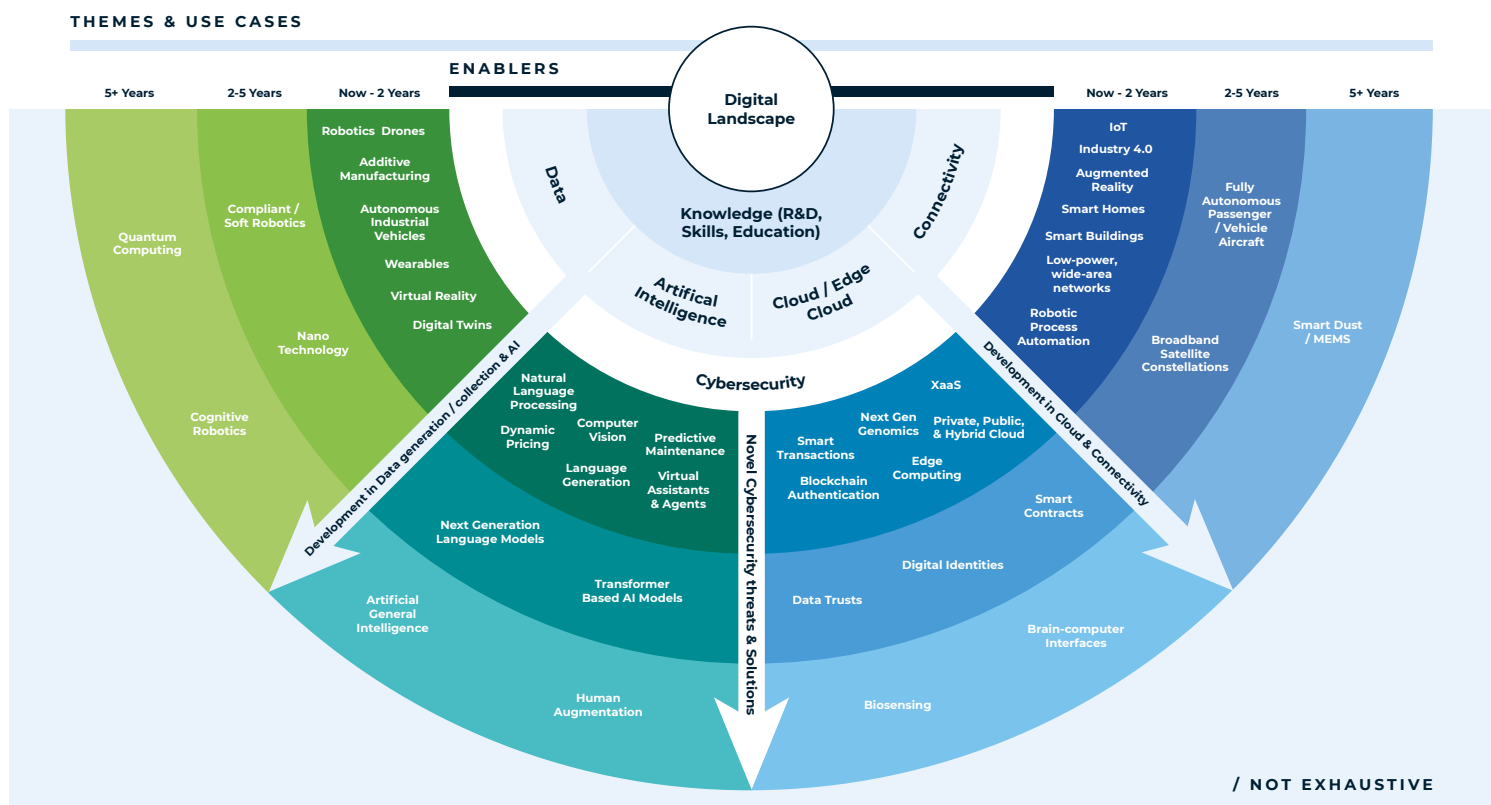 THEMES & USE CASES
ENABLERS
5+ Years
2-5 Years
Now - 2 Years
Digital
Landscape
Now - 2 Years
2-5 Years
5+ Years
Data
Knowledge (R&D,
Skills, Education)
Connectivity
Artifical
Intelligence
Cloud / Edge
Cloud
Cybersecurity
Robotics Drones
Additive
Manufacturing
Autonomous
Industrial
Vehicles
Wearables
Virtual Reality
Digital Twins
Compliant /
Soft Robotics
Nano
Technology
Quantum
Computing
Cognitive
Robotics
Development in Data generation / collection & AI
Natural
Language
Processing
Dynamic
Pricing
Computer
Vision
Predictive
Maintenance
Language
Generation
Virtual
Assistants
& Agents
Next Generation
Language Models
Transformer
Based AI Models
Artificial
General
Intelligence
Human
Augmentation
Novel Cybersecurity threats & Solutions
XaaS
Next Gen
Genomics
Private, Public,
& Hybrid Cloud
Smart
Transactions
Edge
Computing
Blockchain
Authentication
Smart
Contracts
Digital Identities
Data Trusts
Brain-computer
Interfaces
Biosensing
Development in Cloud & Connectivity
IoT
Industry 4.0
Augmented
Reality
Smart Homes
Smart Buildings
Low-power,
wide-area
networks
Robotic
Process
Automation
Fully
Autonomous
Passenger
/ Vehicle
Aircraft
Broadband
Satellite
Constellations
Smart Dust
/ MEMS
/ NOT EXHAUSTIVE